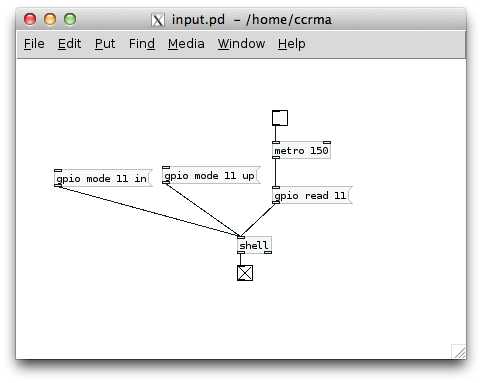 input.pd - /home/ccrma
File Edit Put Find Media Window Help
metro 150
gpio mode 11 in
gpio mode 11 up
gpio read 11
shell